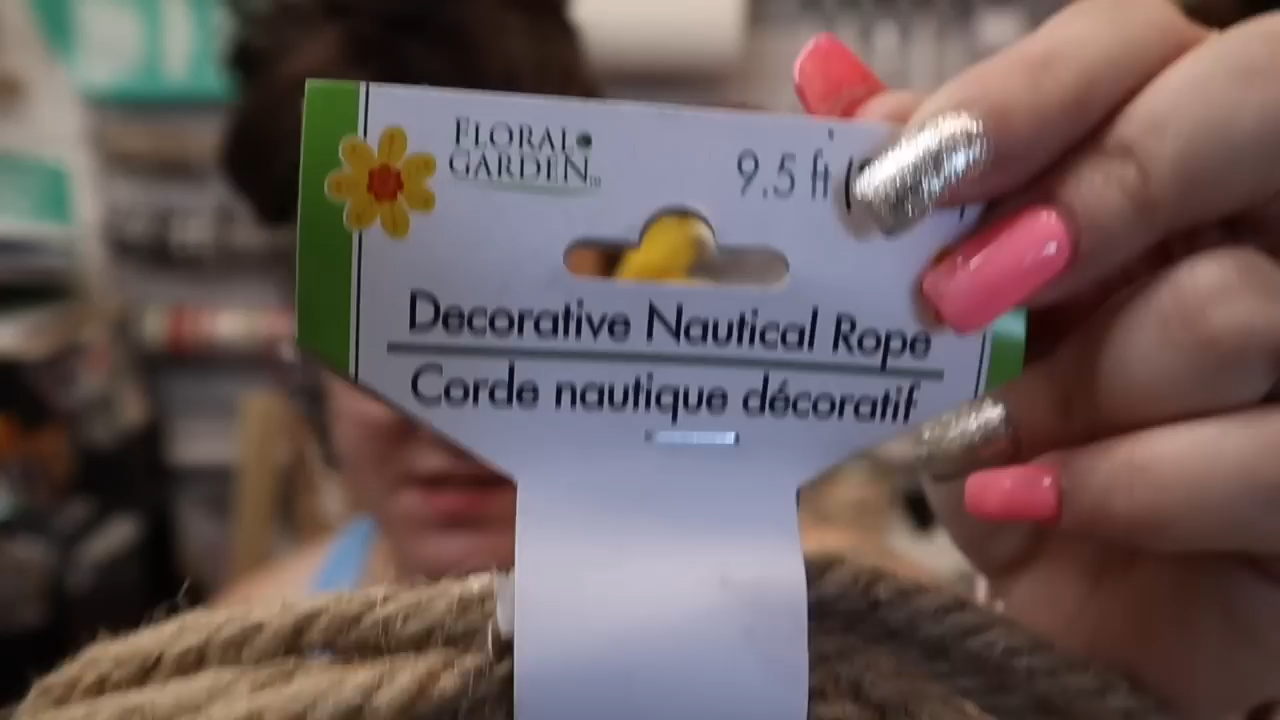 FLORAL
GARDEN
9.5 ft (
Decorative Nautical Rope
Corde nautique décoratif